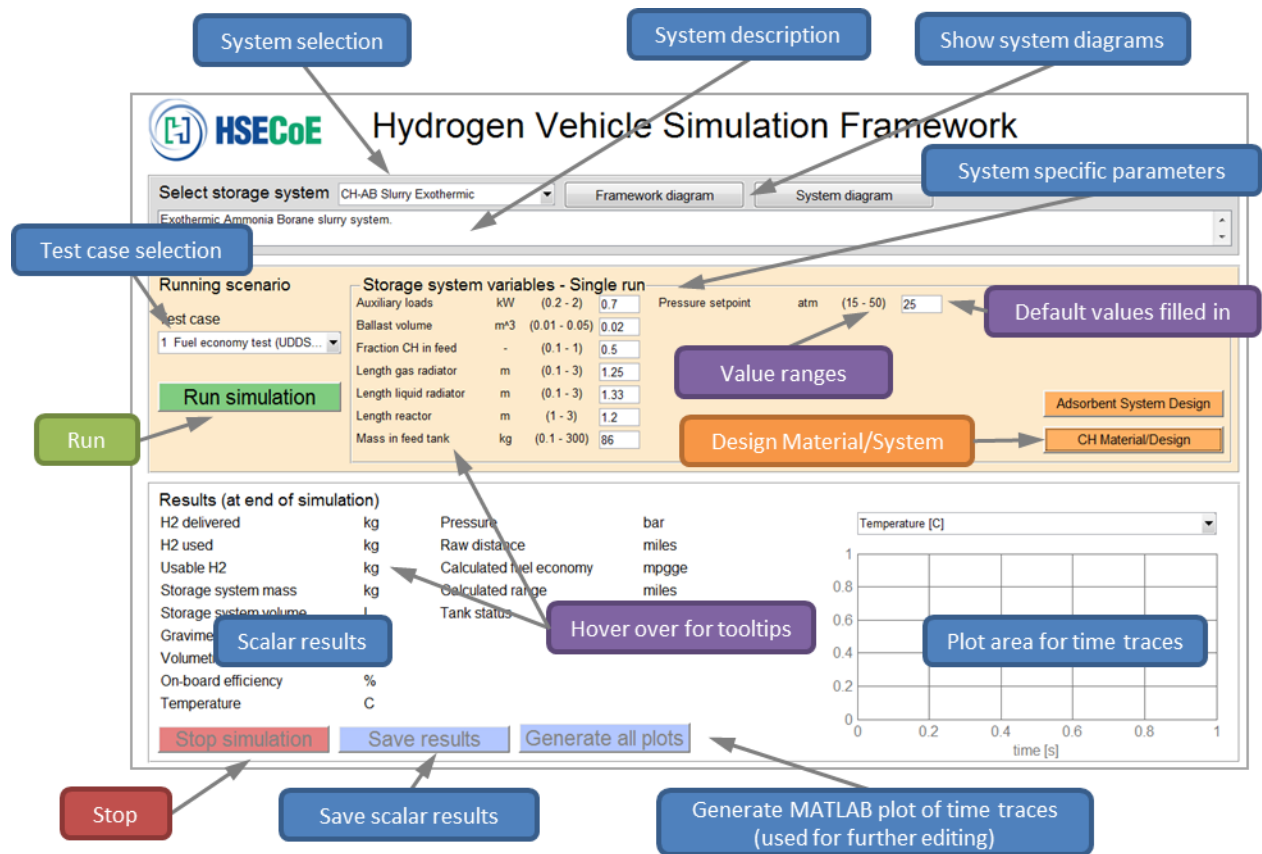 System selection
System description
Show system diagrams
HSECoE
Hydrogen Vehicle Simulation Framework
System specific parameters
Select storage system
CH-AB Slurry Exothermic
Framework diagram
System diagram
Exothermic Ammonia Borane slurry system.
Test case selection
Running scenario
Test case
1 Fuel economy test (UDDS...
Run simulation
Run
Storage system variables - Single run
Auxiliary loads kW (0.2 - 2) 0.7
Pressure setpoint atm (15 - 50) 25
Ballast volume m^3 (0.01 - 0.05) 0.02
Fraction CH in feed - (0.1 - 1) 0.5
Length gas radiator m (0.1 - 3) 1.25
Length liquid radiator m (0.1 - 3) 1.33
Length reactor m (1 - 3) 1.2
Mass in feed tank kg (0.1 - 300) 86
Default values filled in
Value ranges
Adsorbent System Design
Design Material/System
CH Material/Design
Results (at end of simulation)
H2 delivered kg
H2 used kg
Usable H2 kg
Storage system mass kg
Storage system volume L
Gravime
Volumet
On-board efficiency %
Temperature C
Pressure bar
Raw distance miles
Calculated fuel economy mpgge
Calculated range miles
Tank status
Scalar results
Hover over for tooltips
Temperature [C]
1
0.8
0.6
0.4
0.2
0
0 0.2 0.4 0.6 0.8 1
time [s]
Plot area for time traces
Stop simulation
Save results
Generate all plots
Stop
Save scalar results
Generate MATLAB plot of time traces
(used for further editing)